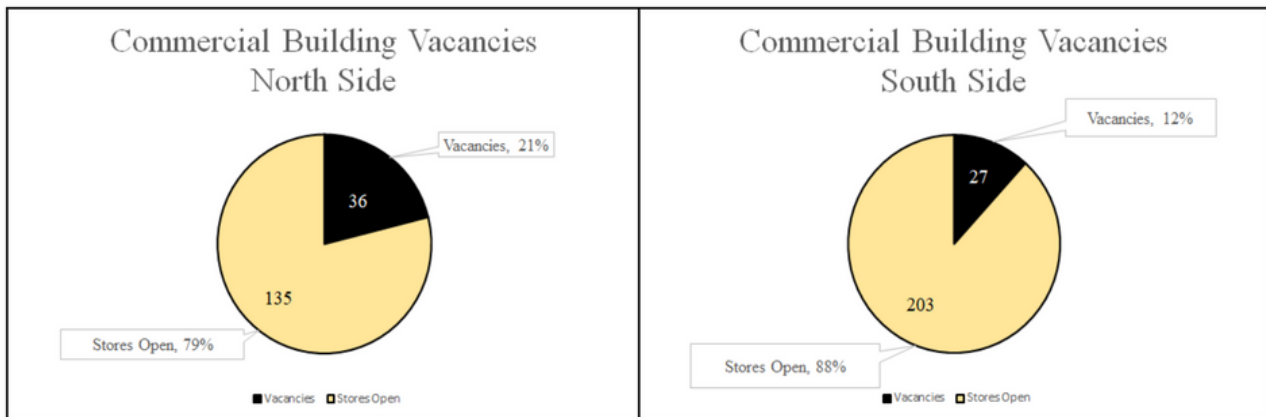 Commercial Building Vacancies
North Side
Vacancies, 21%
36
135
Stores Open, 79%
Vacancies Stores Open
Commercial Building Vacancies
South Side
Vacancies, 12%
27
203
Stores Open, 88%
Vacancies Stores Open